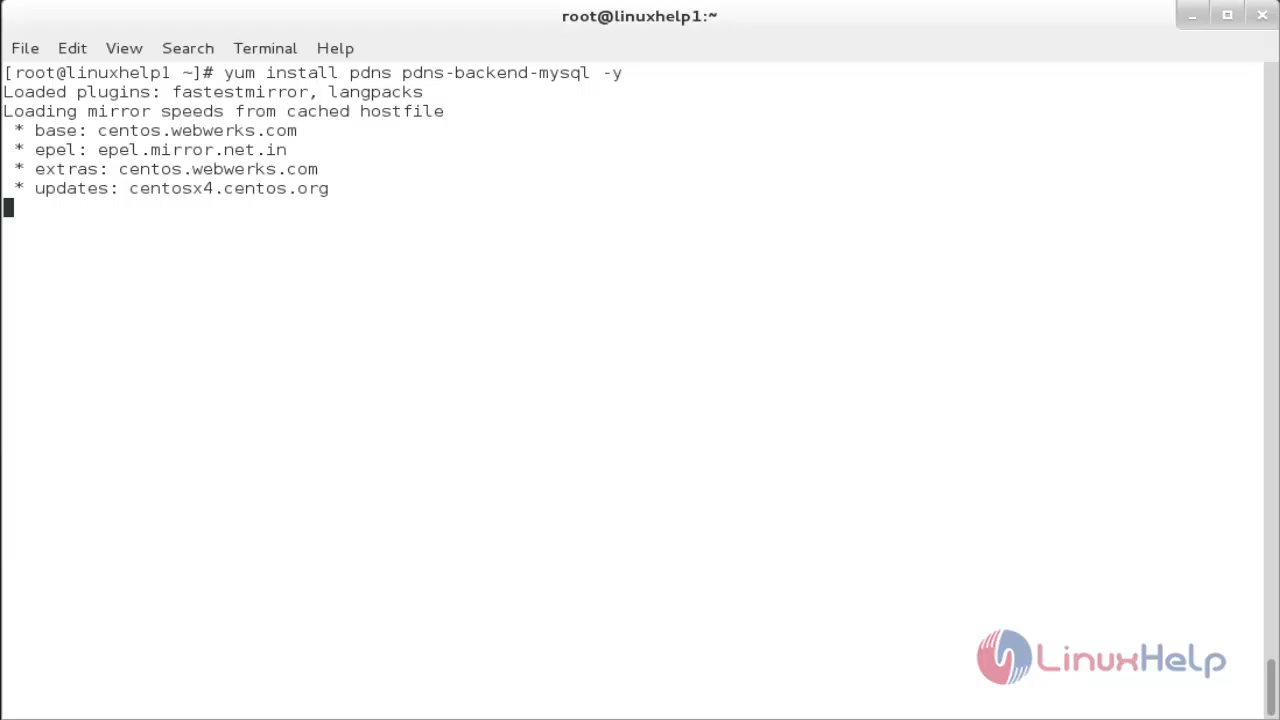 root@linuxhelp1:~
File Edit View Search Terminal Help
[root@linuxhelp1 ~]# yum install pdns pdns-backend-mysql -y
Loaded plugins: fastestmirror, langpacks
Loading mirror speeds from cached hostfile
 * base: centos.webwerks.com
 * epel: epel.mirror.net.in
 * extras: centos.webwerks.com
 * updates: centosx4.centos.org
LinuxHelp